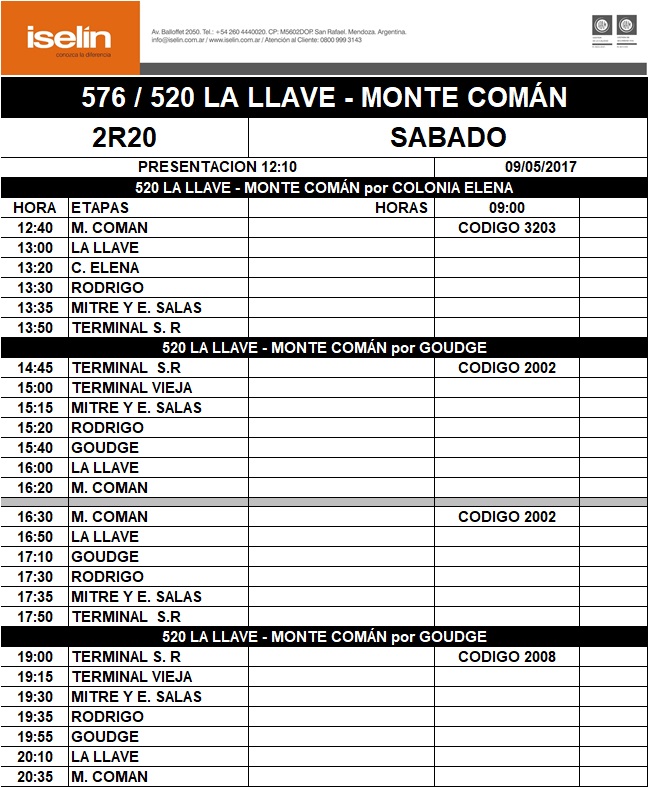 iselín
conozca la diferencia
Av. Balloffet 2050. Tel.: +54 260 4440020. CP: M5602DOP. San Rafael. Mendoza. Argentina.
info@iselin.com.ar / www.iselin.com.ar / Atención al Cliente: 0800 999 3143
576 / 520 LA LLAVE - MONTE COMÁN
2R20 SABADO
PRESENTACION 12:10 09/05/2017
520 LA LLAVE - MONTE COMÁN por COLONIA ELENA
HORA ETAPAS HORAS 09:00
12:40 M. COMAN CODIGO 3203
13:00 LA LLAVE
13:20 C. ELENA
13:30 RODRIGO
13:35 MITRE Y E. SALAS
13:50 TERMINAL S. R
520 LA LLAVE - MONTE COMÁN por GOUDGE
14:45 TERMINAL S.R CODIGO 2002
15:00 TERMINAL VIEJA
15:15 MITRE Y E. SALAS
15:20 RODRIGO
15:40 GOUDGE
16:00 LA LLAVE
16:20 M. COMAN
16:30 M. COMAN CODIGO 2002
16:50 LA LLAVE
17:10 GOUDGE
17:30 RODRIGO
17:35 MITRE Y E. SALAS
17:50 TERMINAL S.R
520 LA LLAVE - MONTE COMÁN por GOUDGE
19:00 TERMINAL S. R CODIGO 2008
19:15 TERMINAL VIEJA
19:30 MITRE Y E. SALAS
19:35 RODRIGO
19:55 GOUDGE
20:10 LA LLAVE
20:35 M. COMAN